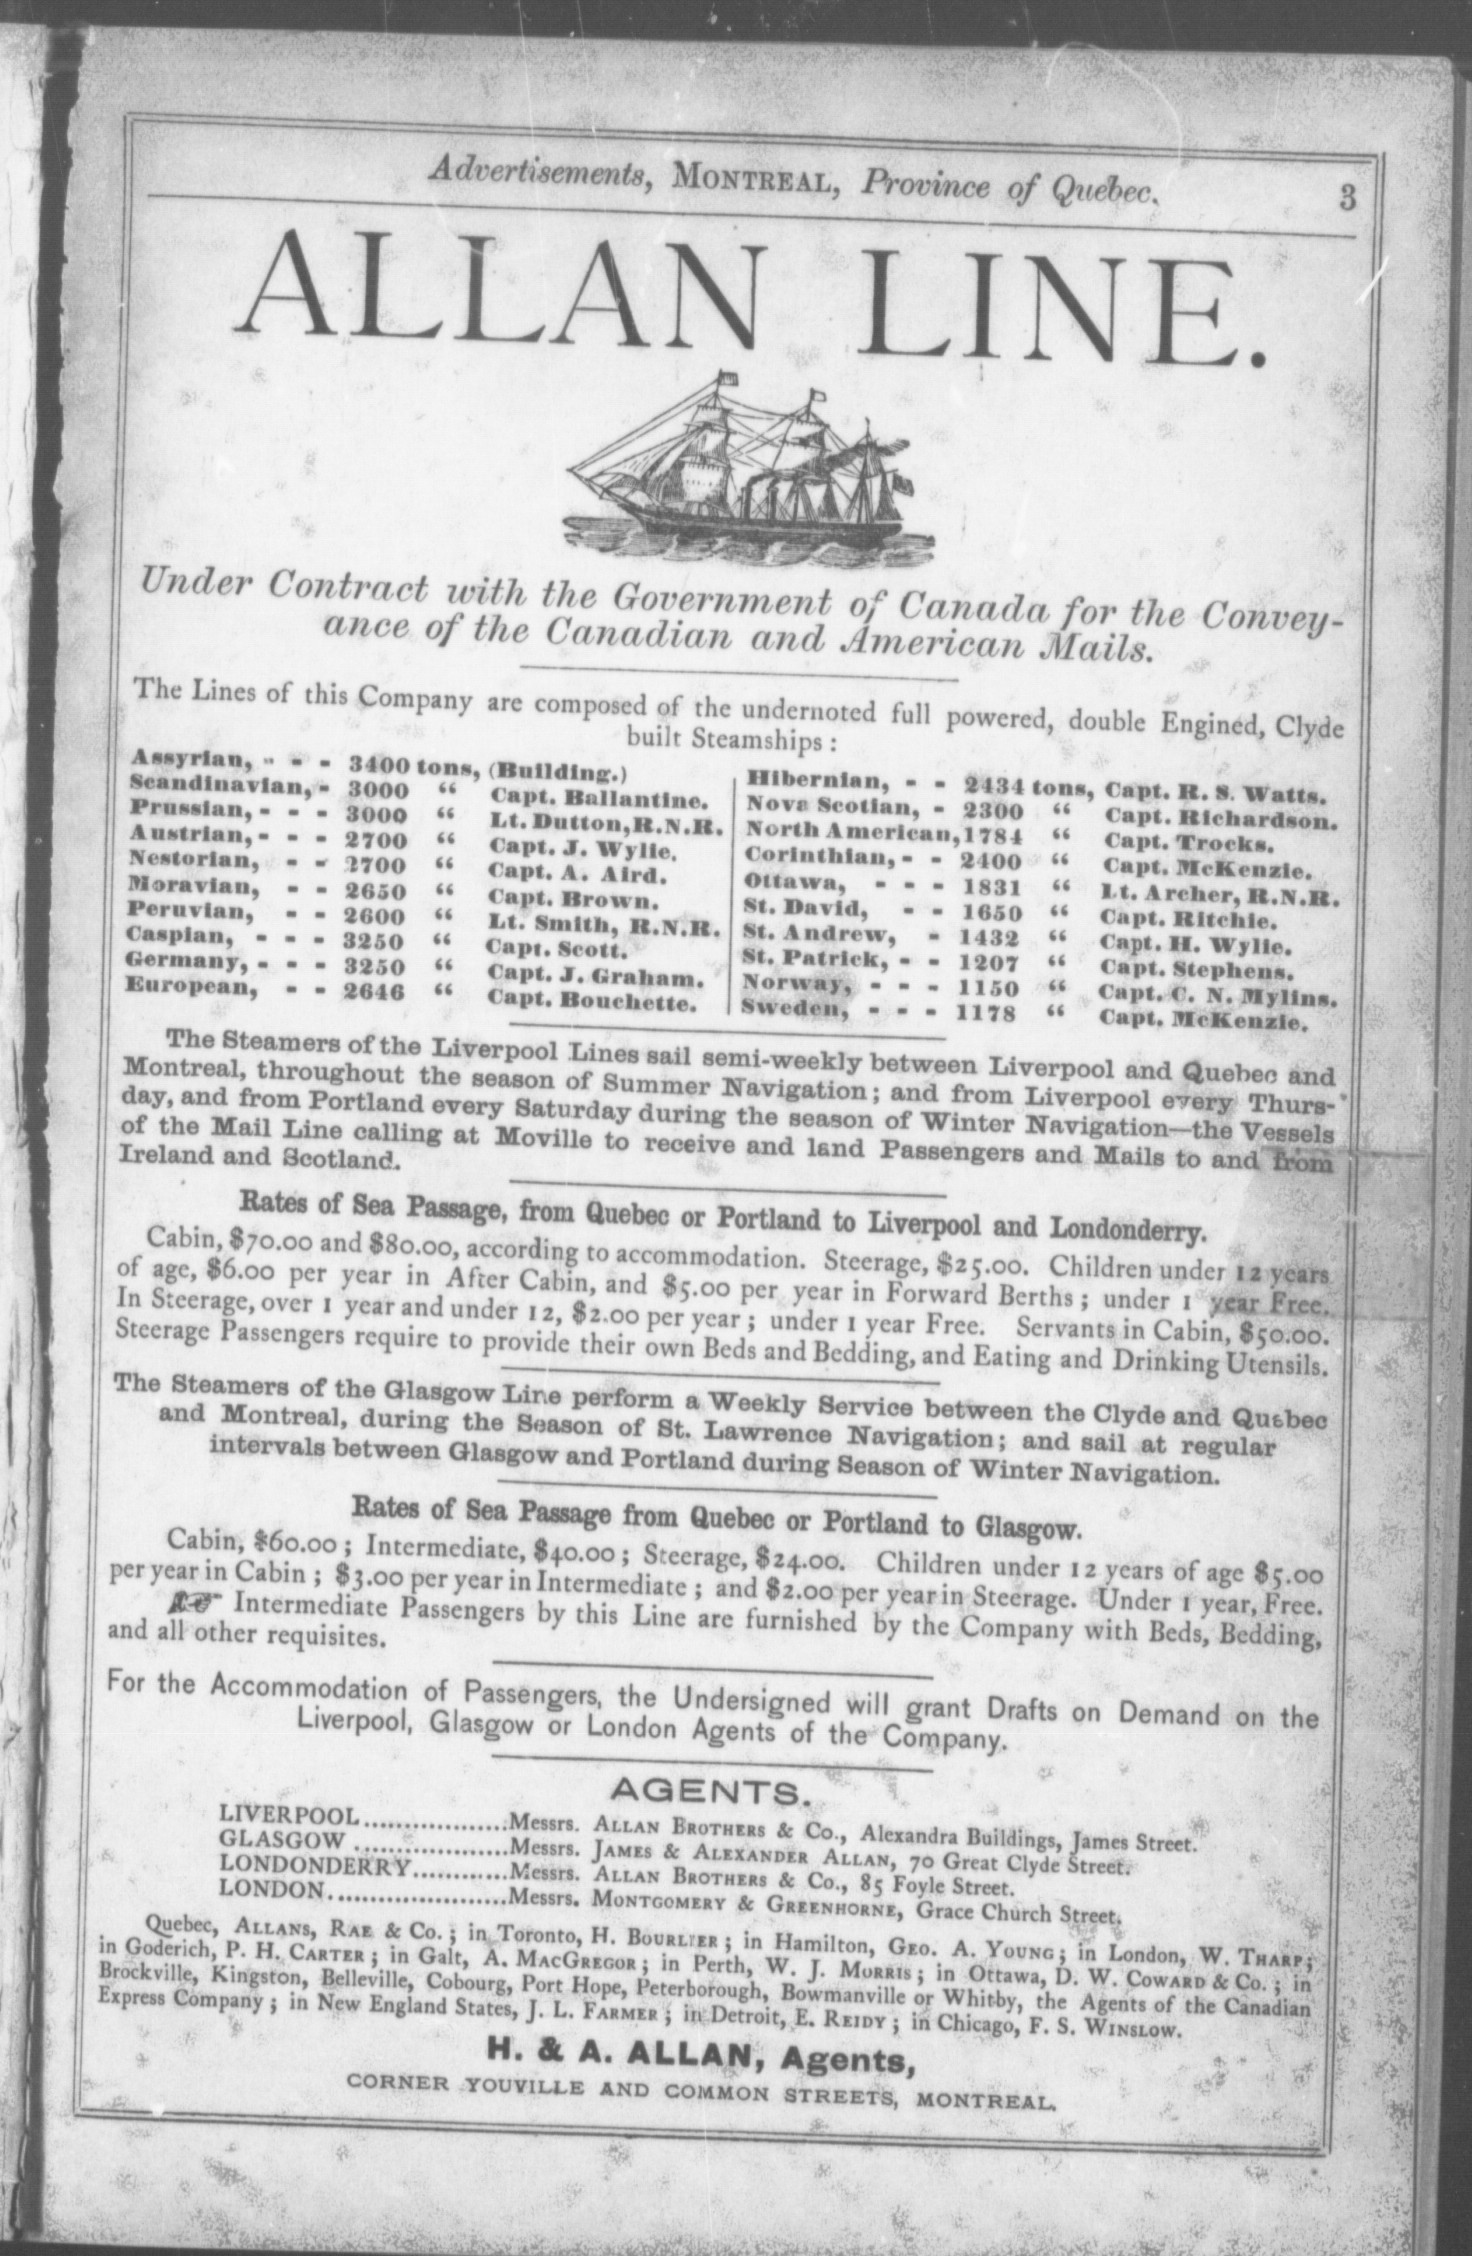 Advertisements, MONTREAL, Province of Quebec. 3
ALLAN LINE.
Under Contract with the Government of Canada for the Convey-
ance of the Canadian and American Mails.
The Lines of this Company are composed of the undernoted full powered, double Engined, Clyde
built Steamships :
Assyrian, - - - 3400 tons, (Building.)
Scandinavian, - 3000 “ Capt. Ballantine.
Prussian, - - - 3000 “ Lt. Dutton, R.N.R.
Austrian, - - - 2700 “ Capt. J. Wylie.
Nestorian, - - 2700 “ Capt. A. Aird.
Moravian, - - 2650 “ Capt. Brown.
Peruvian, - - 2600 “ Lt. Smith, R.N.R.
Caspian, - - - 3250 “ Capt. Scott.
Germany, - - - 3250 “ Capt. J. Graham.
European, - - 2646 “ Capt. Bouchette.
Hibernian, - - 2434 tons, Capt. R. S. Watts.
Nova Scotian, - 2300 “ Capt. Richardson.
North American, 1784 “ Capt. Trocks.
Corinthian, - - 2400 “ Capt. McKenzie.
Ottawa, - - - 1831 “ Lt. Archer, R.N.R.
St. David, - - 1650 “ Capt. Ritchie.
St. Andrew, - 1432 “ Capt. H. Wylie.
St. Patrick, - - 1207 “ Capt. Stephens.
Norway, - - - 1150 “ Capt. C. N. Mylins.
Sweden, - - - 1178 “ Capt. McKenzie.
The Steamers of the Liverpool Lines sail semi-weekly between Liverpool and Quebec and
Montreal, throughout the season of Summer Navigation; and from Liverpool every Thurs-
day, and from Portland every Saturday during the season of Winter Navigation—the Vessels
of the Mail Line calling at Moville to receive and land Passengers and Mails to and from
Ireland and Scotland.
Rates of Sea Passage, from Quebec or Portland to Liverpool and Londonderry.
Cabin, $70.00 and $80.00, according to accommodation. Steerage, $25.00. Children under 12 years
of age, $6.00 per year in After Cabin, and $5.00 per year in Forward Berths ; under 1 year Free.
In Steerage, over 1 year and under 12, $2.00 per year ; under 1 year Free. Servants in Cabin, $50.00.
Steerage Passengers require to provide their own Beds and Bedding, and Eating and Drinking Utensils.
The Steamers of the Glasgow Line perform a Weekly Service between the Clyde and Quebec
and Montreal, during the Season of St. Lawrence Navigation; and sail at regular
intervals between Glasgow and Portland during Season of Winter Navigation.
Rates of Sea Passage from Quebec or Portland to Glasgow.
Cabin, $60.00 ; Intermediate, $40.00 ; Steerage, $24.00. Children under 12 years of age $5.00
per year in Cabin ; $3.00 per year in Intermediate ; and $2.00 per year in Steerage. Under 1 year, Free.
☞ Intermediate Passengers by this Line are furnished by the Company with Beds, Bedding,
and all other requisites.
For the Accommodation of Passengers, the Undersigned will grant Drafts on Demand on the
Liverpool, Glasgow or London Agents of the Company.
AGENTS.
LIVERPOOL..................Messrs. ALLAN BROTHERS & Co., Alexandra Buildings, James Street.
GLASGOW ....................Messrs. JAMES & ALEXANDER ALLAN, 70 Great Clyde Street.
LONDONDERRY............Messrs. ALLAN BROTHERS & Co., 85 Foyle Street.
LONDON......................Messrs. MONTGOMERY & GREENHORNE, Grace Church Street.
Quebec, ALLANS, RAE & Co. ; in Toronto, H. BOURLIER ; in Hamilton, GEO. A. YOUNG ; in London, W. THARP ;
in Goderich, P. H. CARTER ; in Galt, A. MACGREGOR ; in Perth, W. J. MORRIS ; in Ottawa, D. W. COWARD & Co. ; in
Brockville, Kingston, Belleville, Cobourg, Port Hope, Peterborough, Bowmanville or Whitby, the Agents of the Canadian
Express Company ; in New England States, J. L. FARMER ; in Detroit, E. REIDY ; in Chicago, F. S. WINSLOW.
H. & A. ALLAN, Agents,
CORNER YOUVILLE AND COMMON STREETS, MONTREAL.